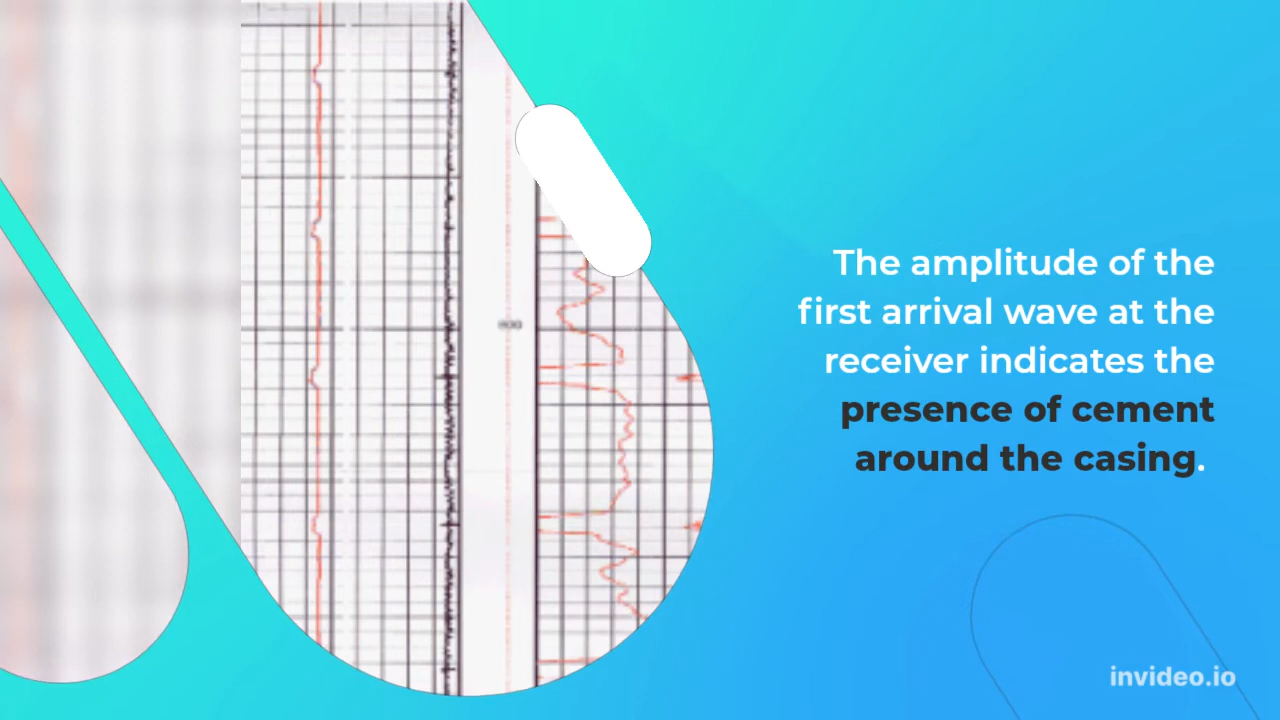 The amplitude of the
first arrival wave at the
receiver indicates the
presence of cement
around the casing.
invideo.io